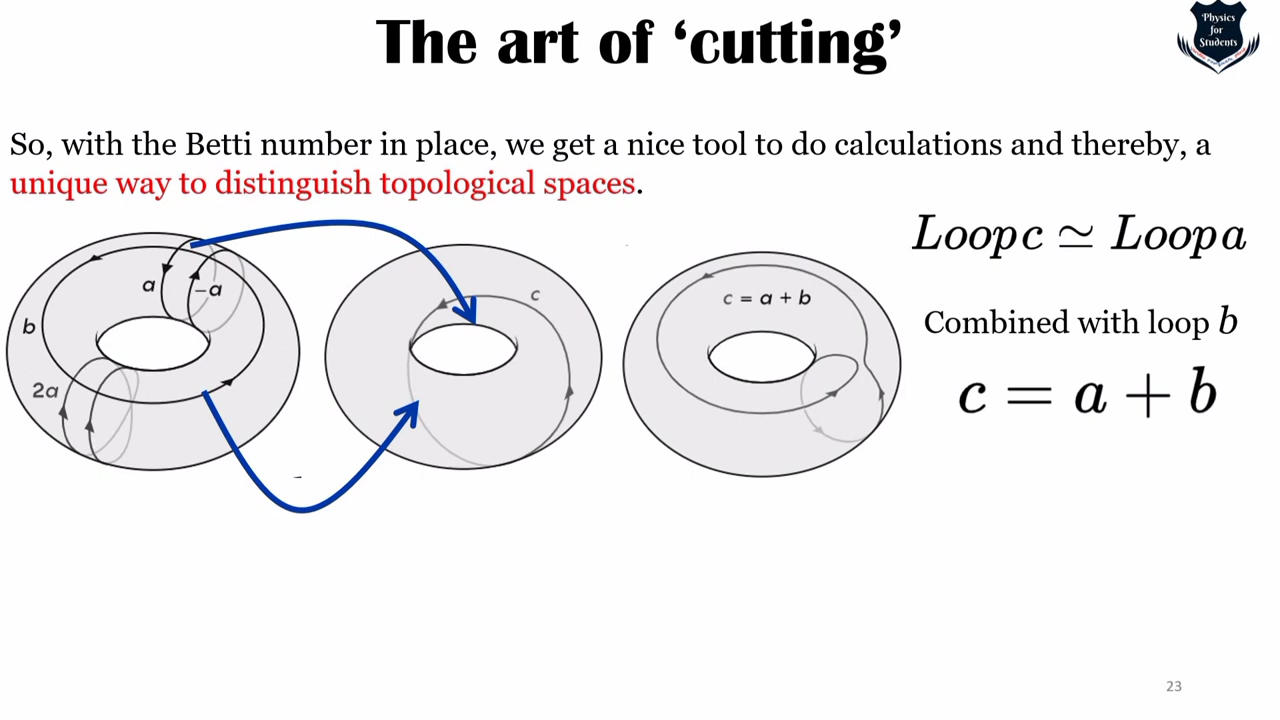 The art of ‘cutting’
Physics
for
Students
So, with the Betti number in place, we get a nice tool to do calculations and thereby, a
unique way to distinguish topological spaces.
Loop c ≃ Loop a
a
−a
b
2a
c
c = a + b
Combined with loop b
c = a + b
23